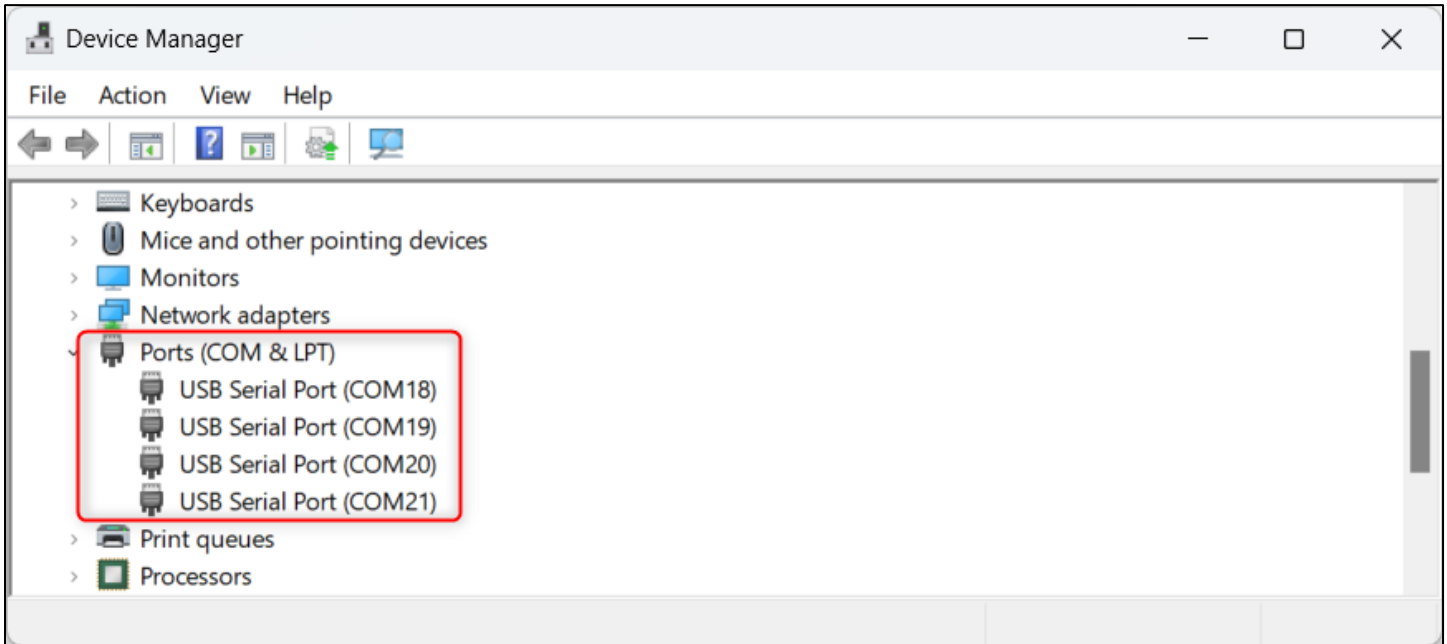 Device Manager
File Action View Help
Keyboards
Mice and other pointing devices
Monitors
Network adapters
Ports (COM & LPT)
USB Serial Port (COM18)
USB Serial Port (COM19)
USB Serial Port (COM20)
USB Serial Port (COM21)
Print queues
Processors